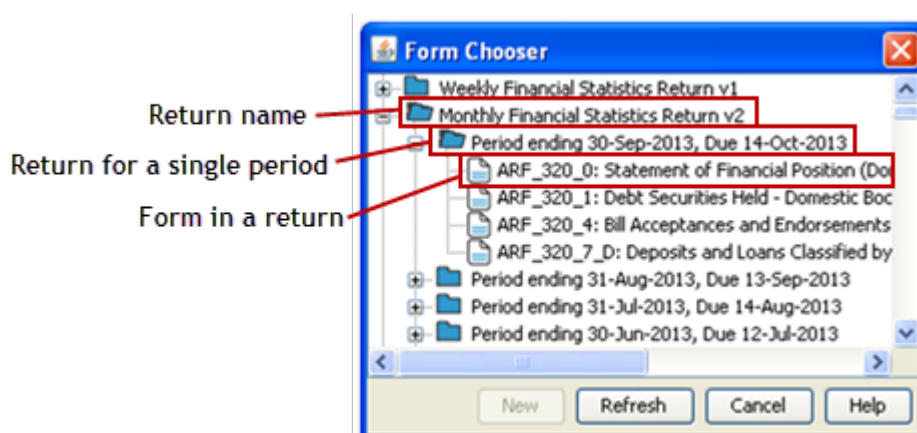 Form Chooser
Weekly Financial Statistics Return v1
Return name
Monthly Financial Statistics Return v2
Return for a single period
Period ending 30-Sep-2013, Due 14-Oct-2013
Form in a return
ARF_320_0: Statement of Financial Position (Do
ARF_320_1: Debt Securities Held - Domestic Boc
ARF_320_4: Bill Acceptances and Endorsements
ARF_320_7_D: Deposits and Loans Classified by
Period ending 31-Aug-2013, Due 13-Sep-2013
Period ending 31-Jul-2013, Due 14-Aug-2013
Period ending 30-Jun-2013, Due 12-Jul-2013
New Refresh Cancel Help